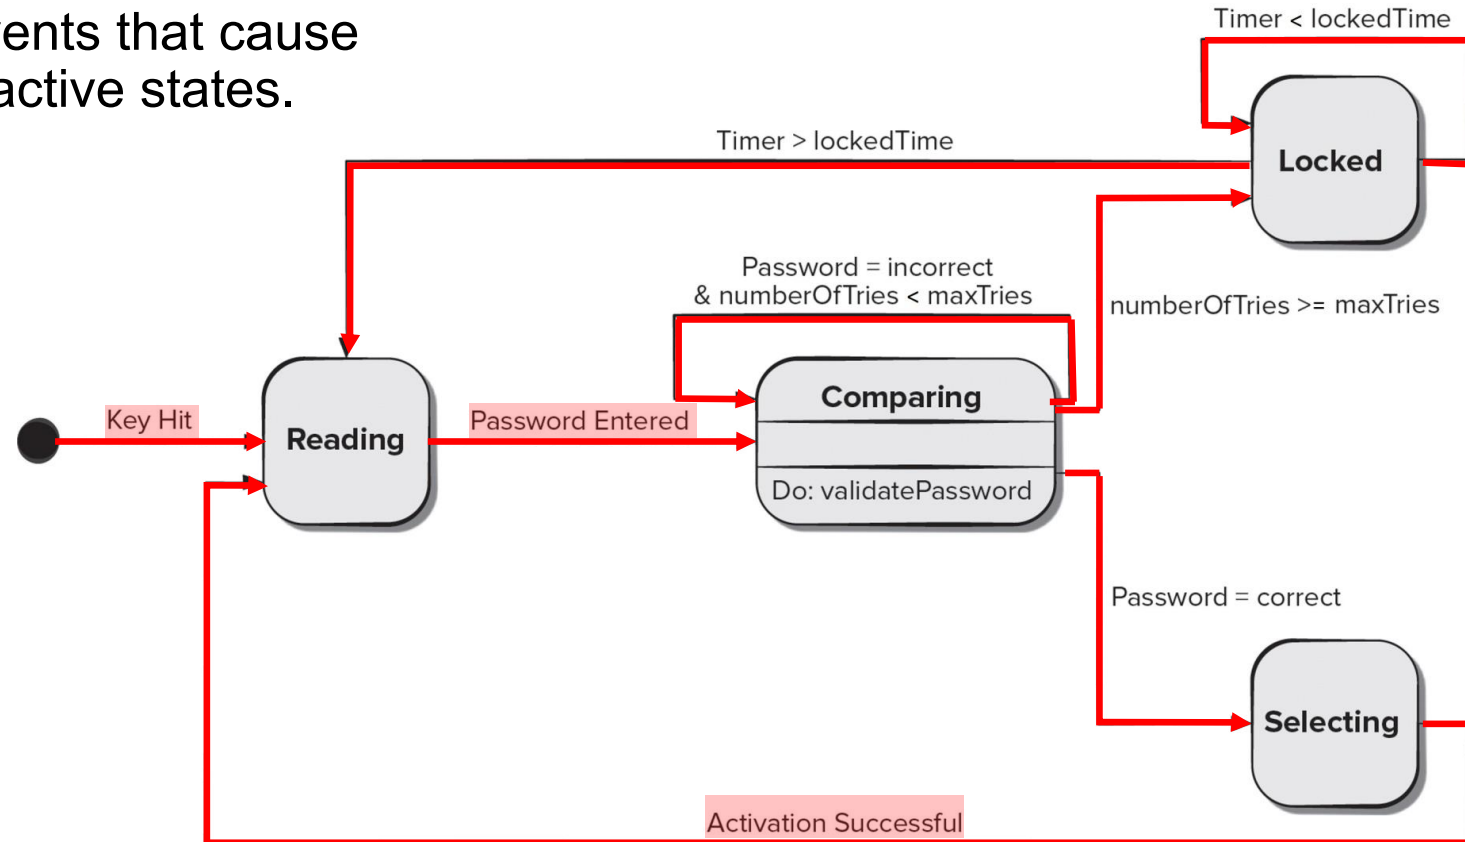 vents that cause
active states.
Timer < lockedTime
Timer > lockedTime
Locked
Password = incorrect
& numberOfTries < maxTries
numberOfTries >= maxTries
Key Hit
Reading
Password Entered
Comparing
Do: validatePassword
Password = correct
Selecting
Activation Successful